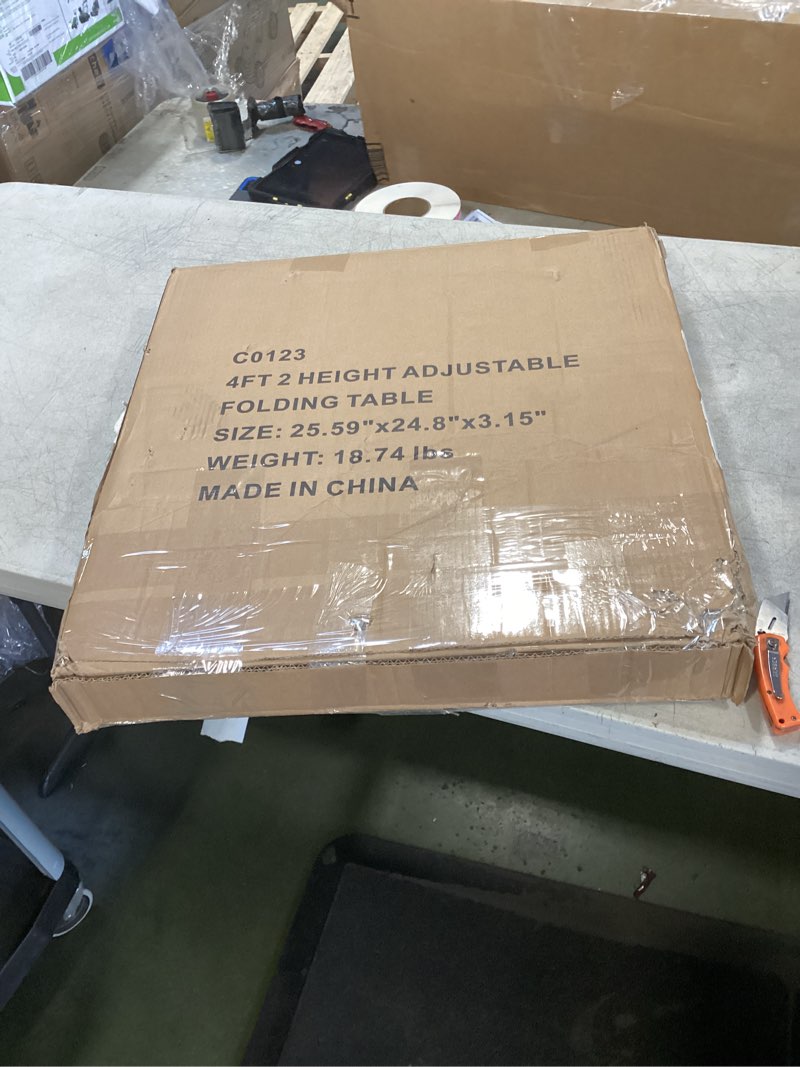 C0123
4FT 2 HEIGHT ADJUSTABLE
FOLDING TABLE
SIZE: 25.59"x24.8"x3.15"
WEIGHT: 18.74 lbs
MADE IN CHINA